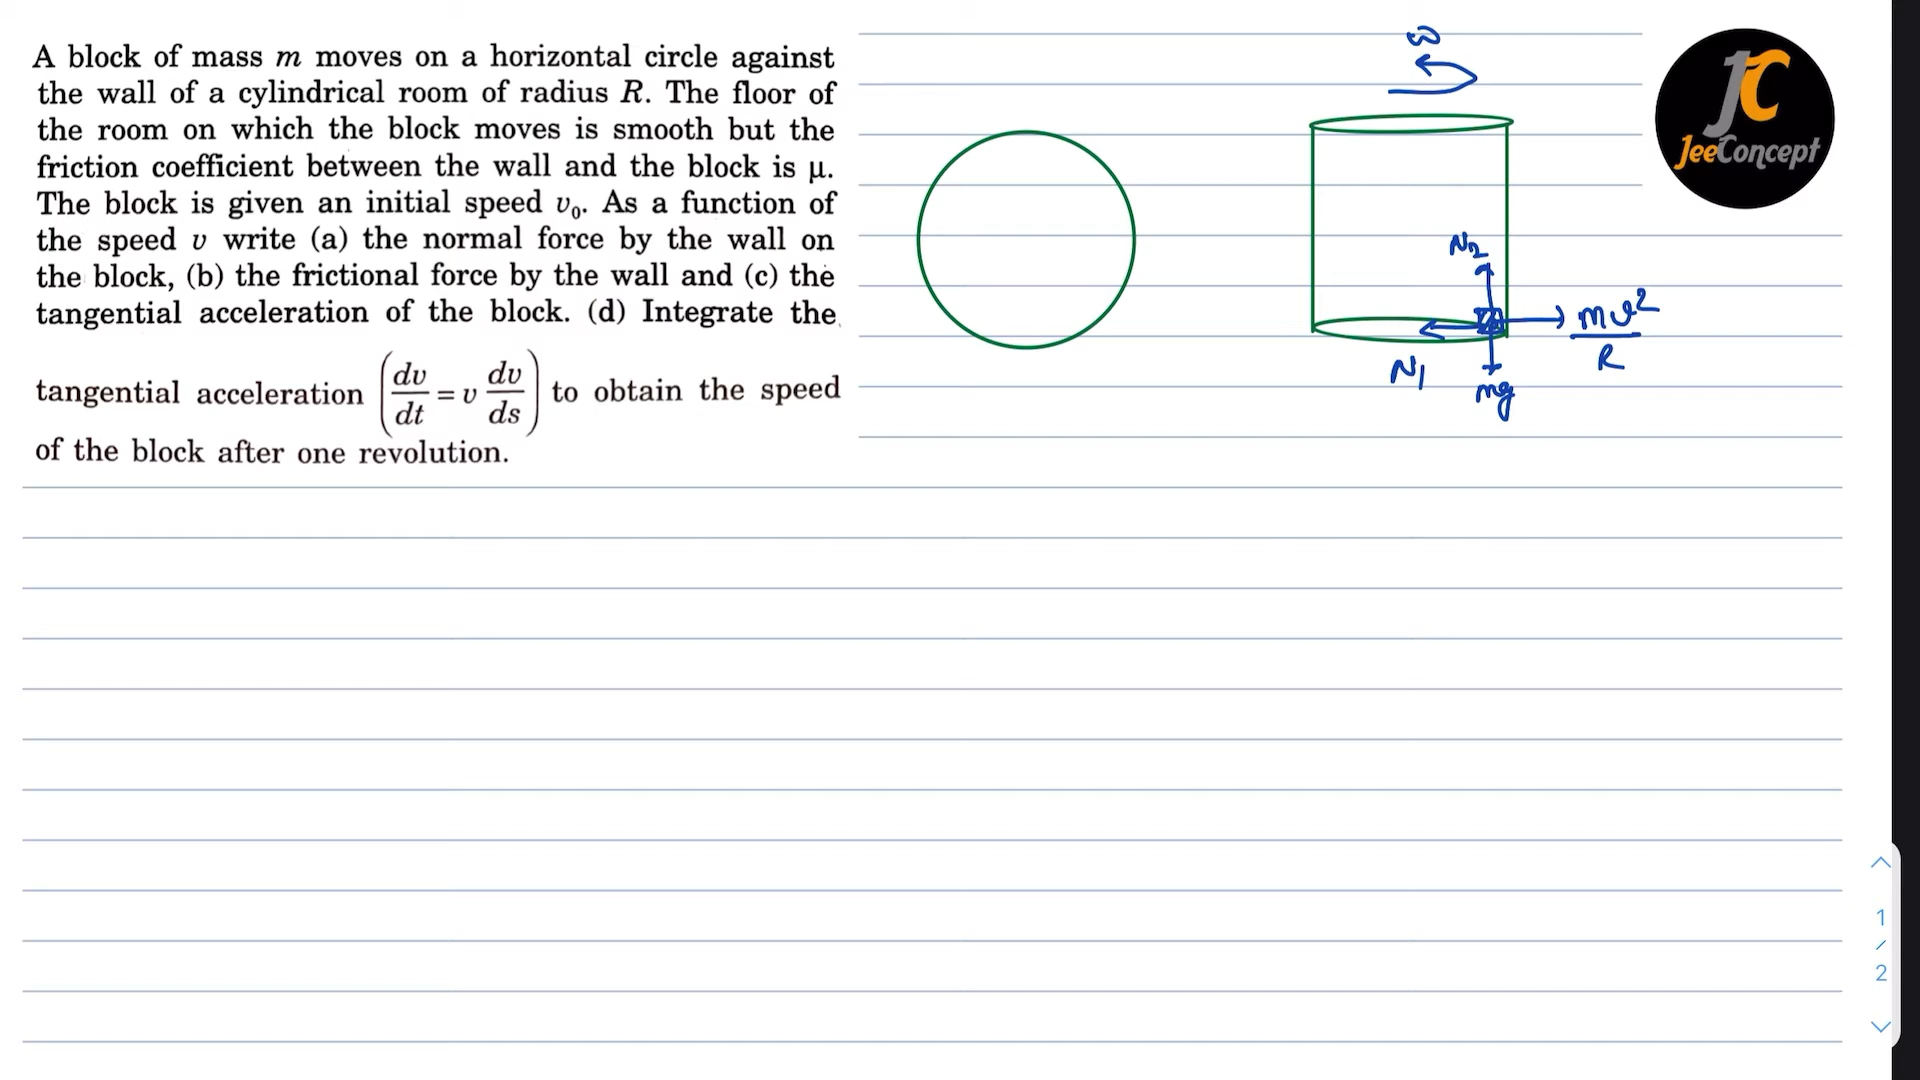 A block of mass m moves on a horizontal circle against
the wall of a cylindrical room of radius R. The floor of
the room on which the block moves is smooth but the
friction coefficient between the wall and the block is μ.
The block is given an initial speed v₀. As a function of
the speed v write (a) the normal force by the wall on
the block, (b) the frictional force by the wall and (c) the
tangential acceleration of the block. (d) Integrate the
tangential acceleration (dv/dt = v dv/ds) to obtain the speed
of the block after one revolution.
ω
N₂
mv²/R
N₁
mg
JC
JeeConcept
1
/
2